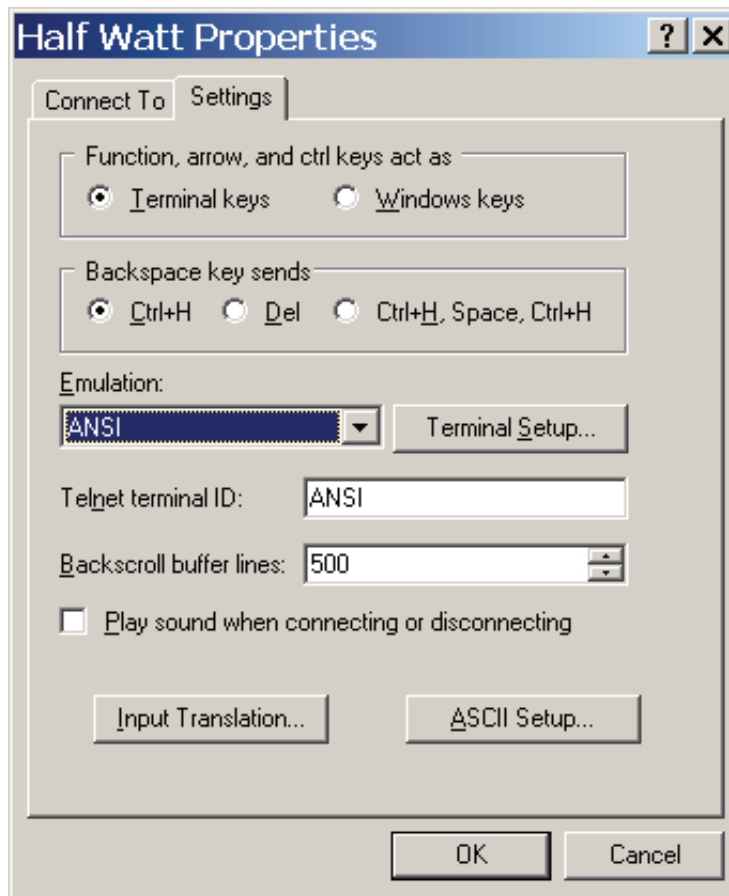 Half Watt Properties
Connect To Settings
Function, arrow, and ctrl keys act as
Terminal keys Windows keys
Backspace key sends
Ctrl+H Del Ctrl+H, Space, Ctrl+H
Emulation:
ANSI Terminal Setup...
Telnet terminal ID: ANSI
Backscroll buffer lines: 500
Play sound when connecting or disconnecting
Input Translation... ASCII Setup...
OK Cancel